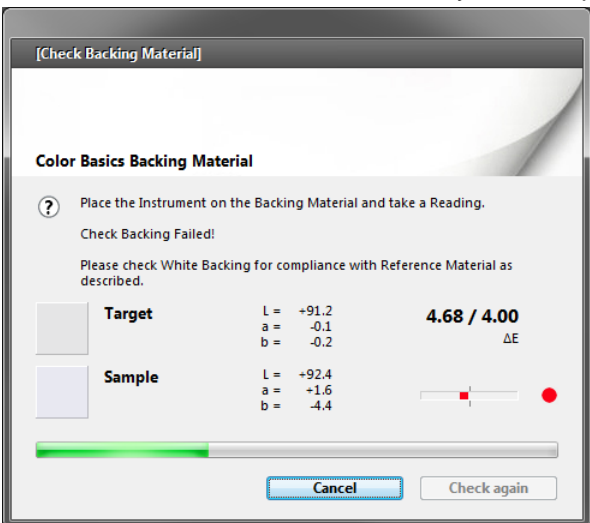 [Check Backing Material]
Color Basics Backing Material
?
Place the Instrument on the Backing Material and take a Reading.
Check Backing Failed!
Please check White Backing for compliance with Reference Material as
described.
Target L = +91.2 4.68 / 4.00
a = -0.1 ΔE
b = -0.2
Sample L = +92.4
a = +1.6
b = -4.4
Cancel Check again